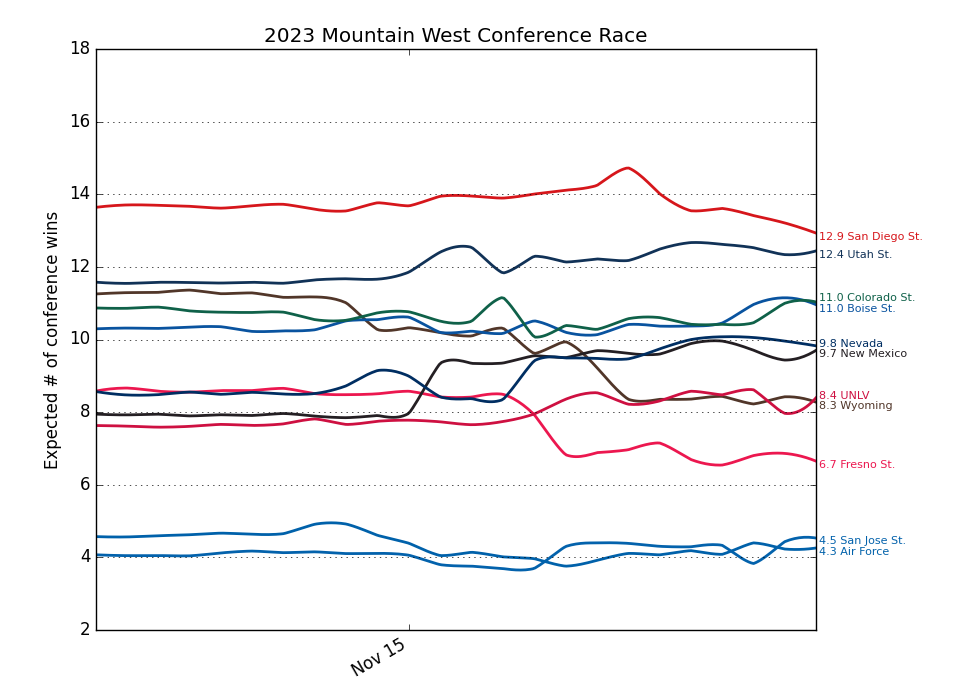 2023 Mountain West Conference Race
Expected # of conference wins
18
16
14
12
10
8
6
4
2
Nov 15
12.9 San Diego St.
12.4 Utah St.
11.0 Colorado St.
11.0 Boise St.
9.8 Nevada
9.7 New Mexico
8.4 UNLV
8.3 Wyoming
6.7 Fresno St.
4.5 San Jose St.
4.3 Air Force